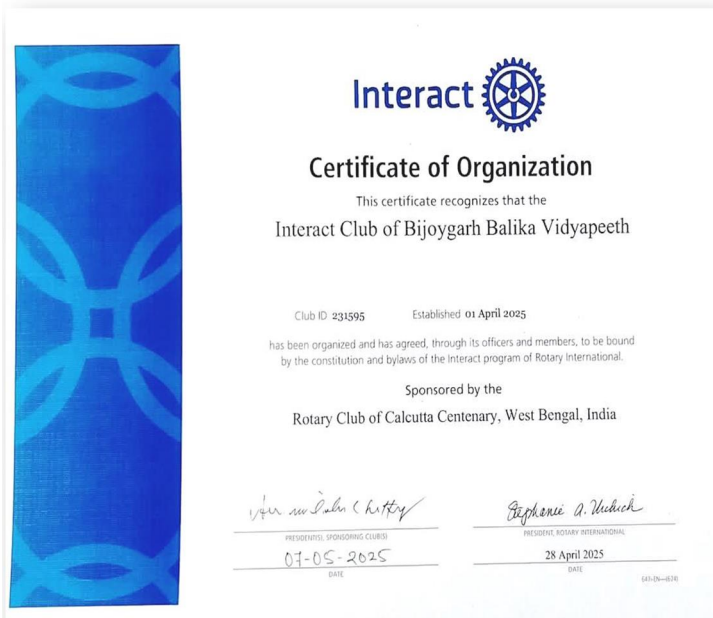 Interact
Certificate of Organization
This certificate recognizes that the
Interact Club of Bijoygarh Balika Vidyapeeth
Club ID 231595 Established 01 April 2025
has been organized and has agreed, through its officers and members, to be bound
by the constitution and bylaws of the Interact program of Rotary International.
Sponsored by the
Rotary Club of Calcutta Centenary, West Bengal, India
Chitty Stephanie A. Urchick
PRESIDENT(S), SPONSORING CLUB(S) PRESIDENT, ROTARY INTERNATIONAL
07-05-2025 28 April 2025
DATE DATE